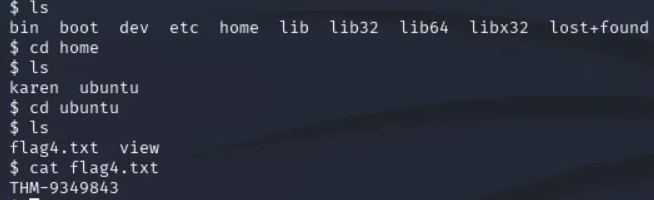 $ ls
bin  boot  dev  etc  home  lib  lib32  lib64  libx32  lost+found
$ cd home
$ ls
karen  ubuntu
$ cd ubuntu
$ ls
flag4.txt  view
$ cat flag4.txt
THM-9349843